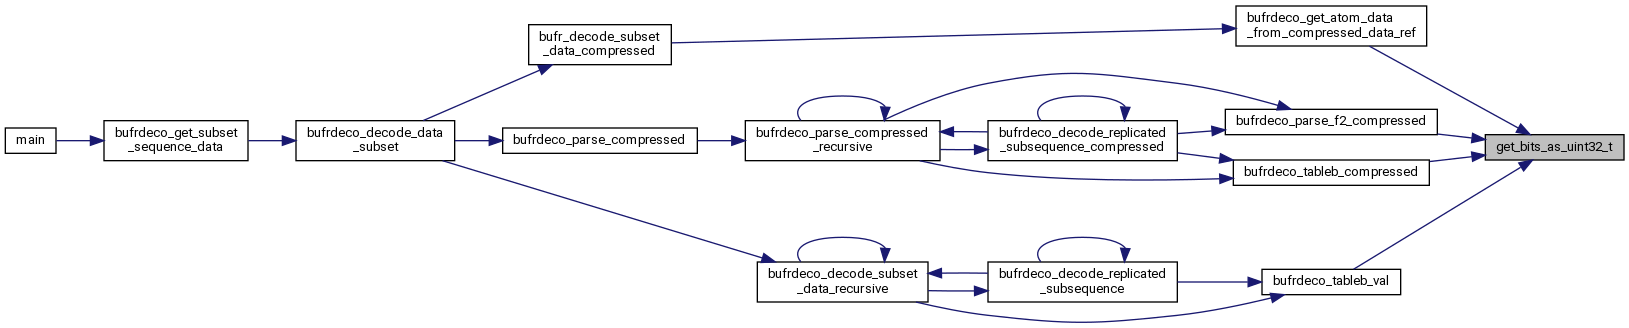 main
bufrdeco_get_subset
_sequence_data
bufrdeco_decode_data
_subset
bufr_decode_subset
_data_compressed
bufrdeco_parse_compressed
bufrdeco_parse_compressed
_recursive
bufrdeco_decode_replicated
_subsequence_compressed
bufrdeco_get_atom_data
_from_compressed_data_ref
bufrdeco_parse_f2_compressed
bufrdeco_tableb_compressed
get_bits_as_uint32_t
bufrdeco_decode_subset
_data_recursive
bufrdeco_decode_replicated
_subsequence
bufrdeco_tableb_val